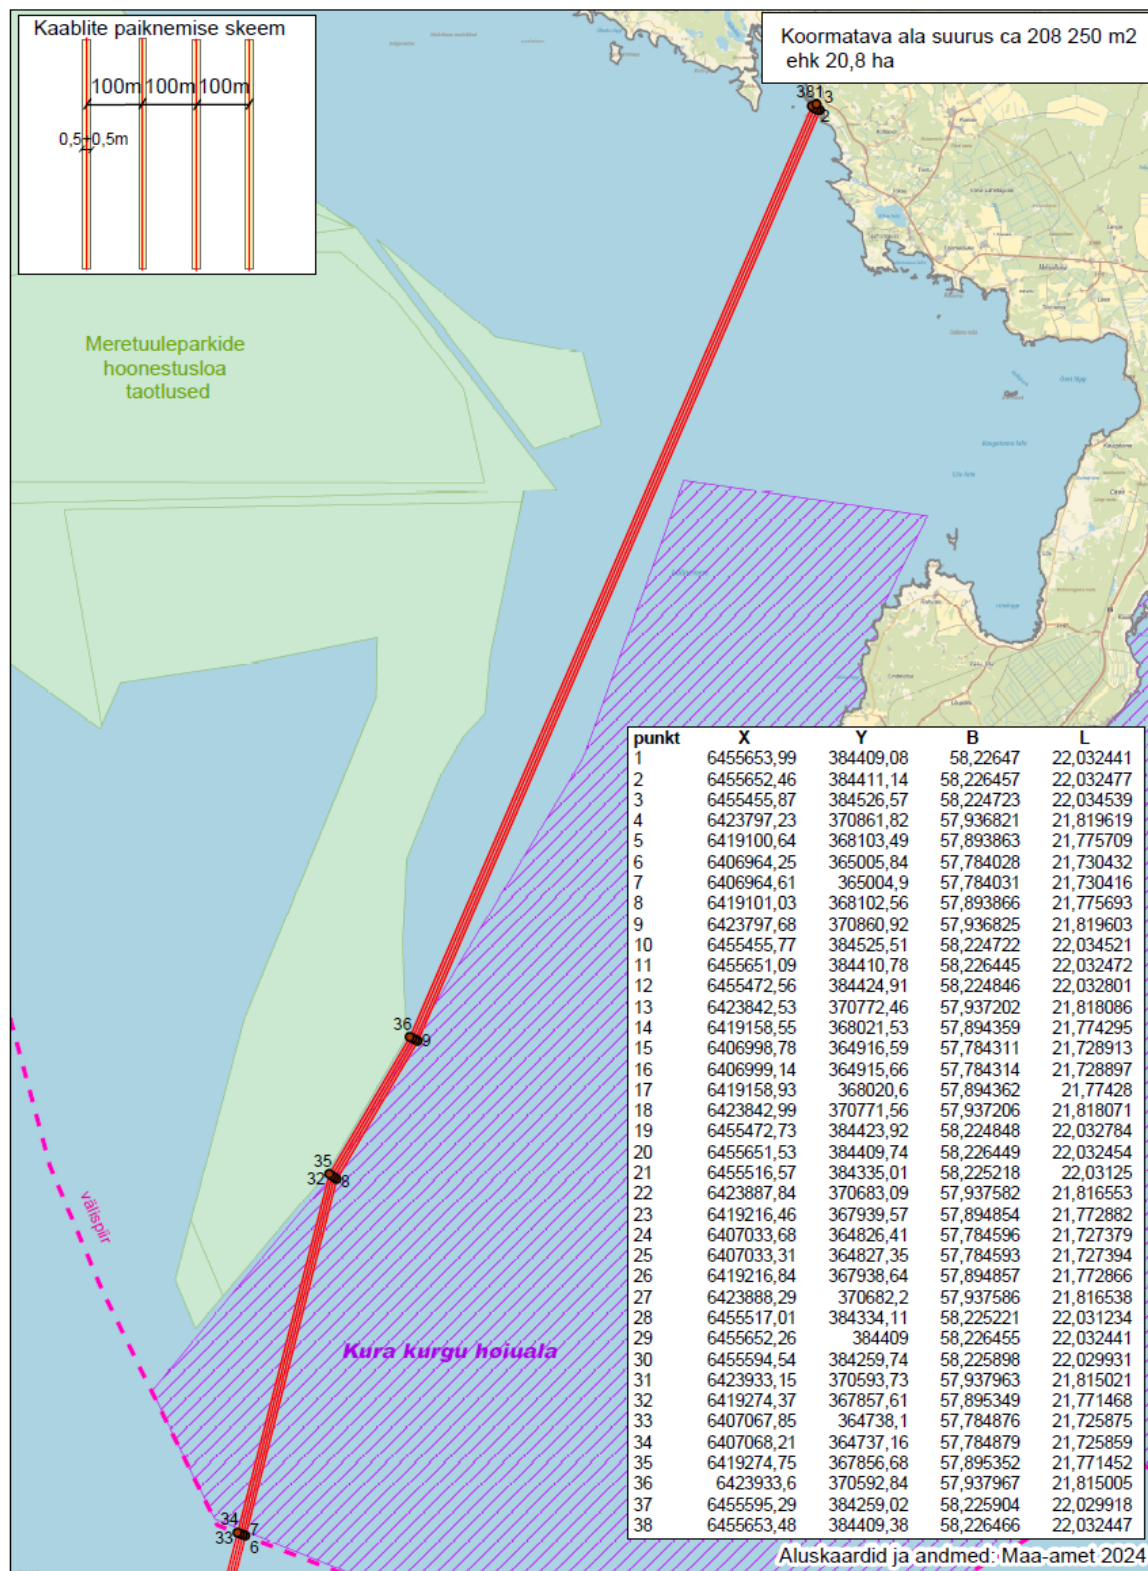 Kaablite paiknemise skeem
100m 100m 100m
0,5+0,5m
Koormatava ala suurus ca 208 250 m2
ehk 20,8 ha
38 1 3
2
Meretuuleparkide
hoonestusloa
taotlused
36
9
35
32 8
välispiir
Kura kurgu hoiuala
34 7
33 6
punkt X Y B L
1 6455653,99 384409,08 58,22647 22,032441
2 6455652,46 384411,14 58,226457 22,032477
3 6455455,87 384526,57 58,224723 22,034539
4 6423797,23 370861,82 57,936821 21,819619
5 6419100,64 368103,49 57,893863 21,775709
6 6406964,25 365005,84 57,784028 21,730432
7 6406964,61 365004,9 57,784031 21,730416
8 6419101,03 368102,56 57,893866 21,775693
9 6423797,68 370860,92 57,936825 21,819603
10 6455455,77 384525,51 58,224722 22,034521
11 6455651,09 384410,78 58,226445 22,032472
12 6455472,56 384424,91 58,224846 22,032801
13 6423842,53 370772,46 57,937202 21,818086
14 6419158,55 368021,53 57,894359 21,774295
15 6406998,78 364916,59 57,784311 21,728913
16 6406999,14 364915,66 57,784314 21,728897
17 6419158,93 368020,6 57,894362 21,77428
18 6423842,99 370771,56 57,937206 21,818071
19 6455472,73 384423,92 58,224848 22,032784
20 6455651,53 384409,74 58,226449 22,032454
21 6455516,57 384335,01 58,225218 22,03125
22 6423887,84 370683,09 57,937582 21,816553
23 6419216,46 367939,57 57,894854 21,772882
24 6407033,68 364826,41 57,784596 21,727379
25 6407033,31 364827,35 57,784593 21,727394
26 6419216,84 367938,64 57,894857 21,772866
27 6423888,29 370682,2 57,937586 21,816538
28 6455517,01 384334,11 58,225221 22,031234
29 6455652,26 384409 58,226455 22,032441
30 6455594,54 384259,74 58,225898 22,029931
31 6423933,15 370593,73 57,937963 21,815021
32 6419274,37 367857,61 57,895349 21,771468
33 6407067,85 364738,1 57,784876 21,725875
34 6407068,21 364737,16 57,784879 21,725859
35 6419274,75 367856,68 57,895352 21,771452
36 6423933,6 370592,84 57,937967 21,815005
37 6455595,29 384259,02 58,225904 22,029918
38 6455653,48 384409,38 58,226466 22,032447
Aluskaardid ja andmed: Maa-amet 2024